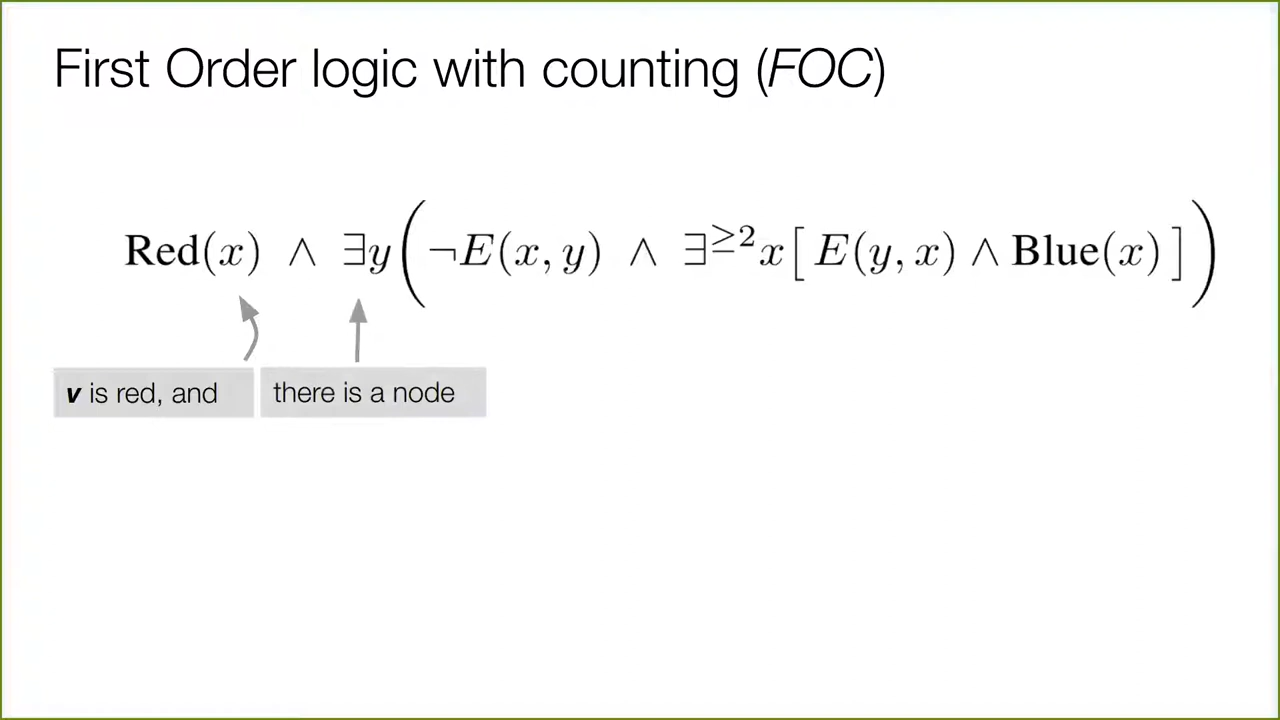 First Order logic with counting (FOC)
Red(x) ∧ ∃y(¬E(x, y) ∧ ∃≥2x[E(y, x) ∧ Blue(x)])
v is red, and
there is a node